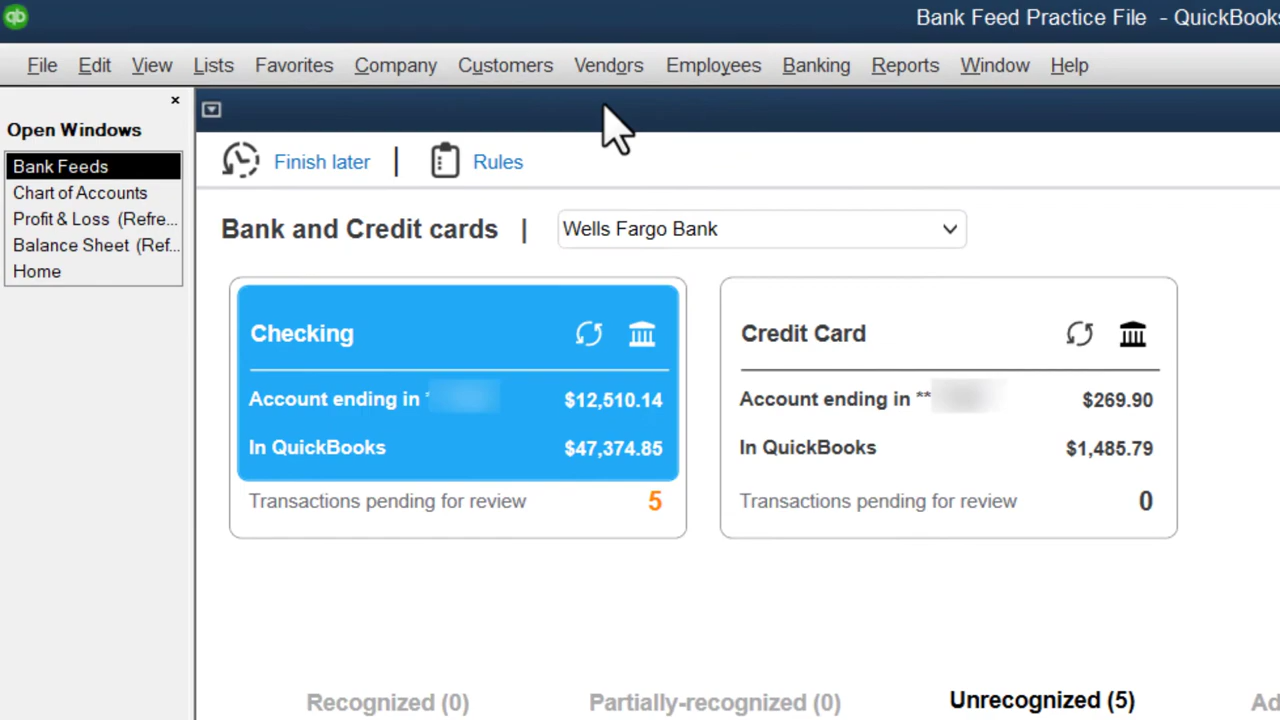 qb
Bank Feed Practice File - QuickBooks
File Edit View Lists Favorites Company Customers Vendors Employees Banking Reports Window Help
Open Windows
Bank Feeds
Chart of Accounts
Profit & Loss (Refre...
Balance Sheet (Ref...
Home
Finish later | Rules
Bank and Credit cards | Wells Fargo Bank
Checking
Account ending in * $12,510.14
In QuickBooks $47,374.85
Transactions pending for review 5
Credit Card
Account ending in ** $269.90
In QuickBooks $1,485.79
Transactions pending for review 0
Recognized (0) Partially-recognized (0) Unrecognized (5) Ad